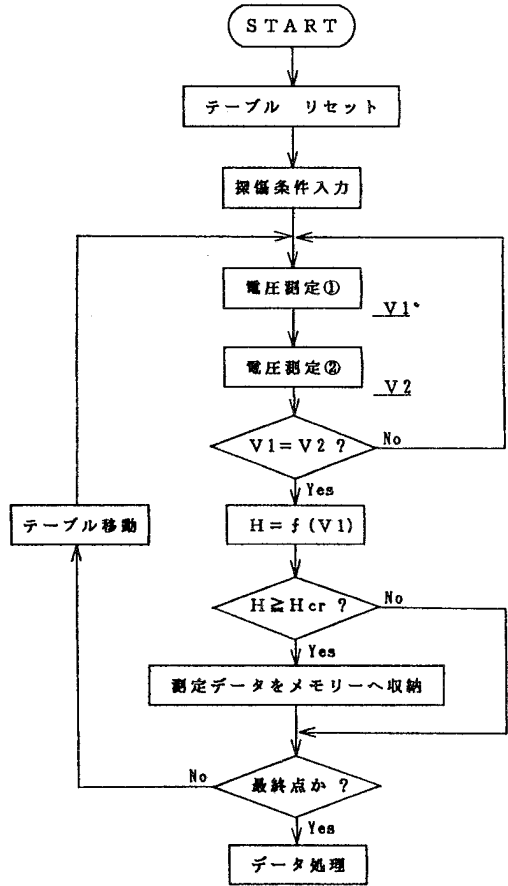 START
テーブル リセット
探傷条件入力
電圧測定①
V1
電圧測定②
V2
V1=V2 ?
No
Yes
テーブル移動
H=f(V1)
H≧Hcr ?
No
Yes
測定データをメモリーへ収納
最終点か ?
No
Yes
データ処理